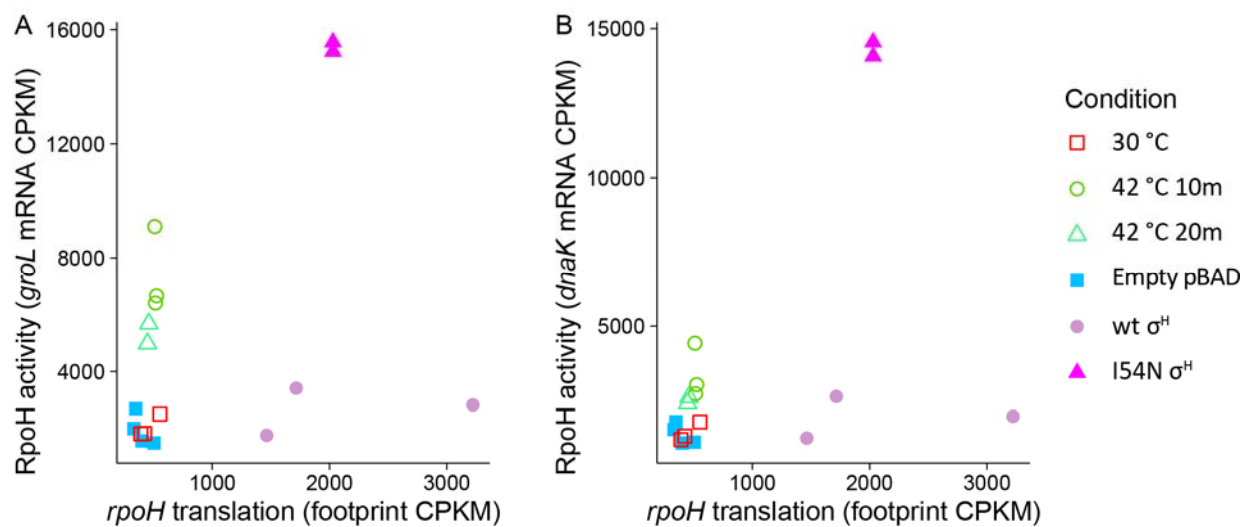 A
RpoH activity (groL mRNA CPKM)
16000
12000
8000
4000
1000 2000 3000
rpoH translation (footprint CPKM)
B
RpoH activity (dnaK mRNA CPKM)
15000
10000
5000
1000 2000 3000
rpoH translation (footprint CPKM)
Condition
30 °C
42 °C 10m
42 °C 20m
Empty pBAD
wt σᴴ
I54N σᴴ